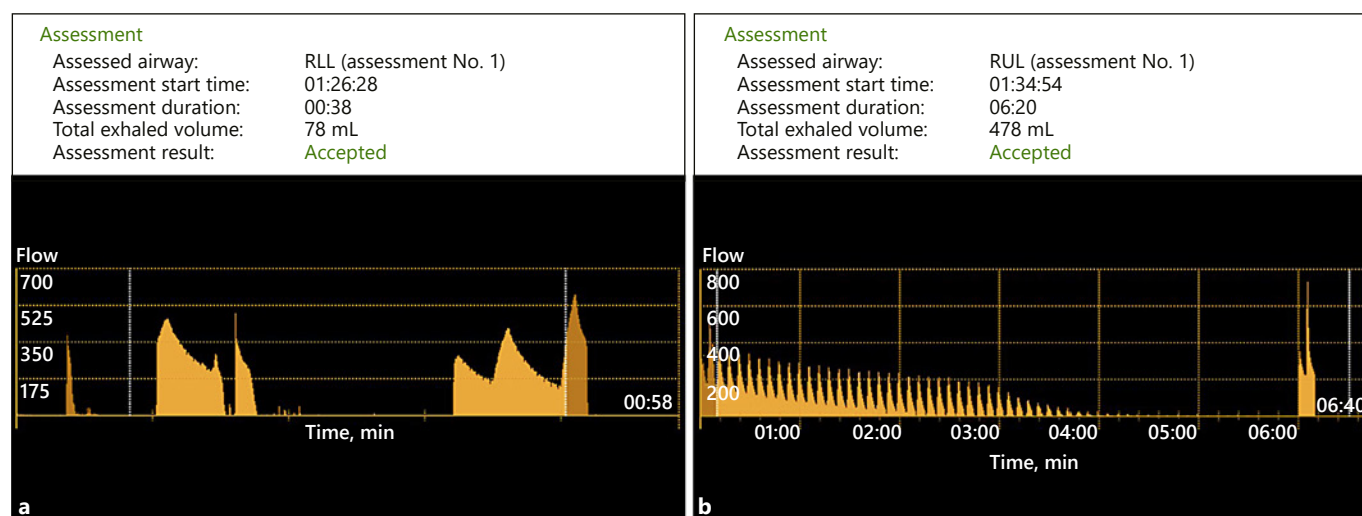 Assessment
Assessed airway: RLL (assessment No. 1)
Assessment start time: 01:26:28
Assessment duration: 00:38
Total exhaled volume: 78 mL
Assessment result: Accepted
Flow
700
525
350
175
00:58
Time, min
a
Assessment
Assessed airway: RUL (assessment No. 1)
Assessment start time: 01:34:54
Assessment duration: 06:20
Total exhaled volume: 478 mL
Assessment result: Accepted
Flow
800
600
400
200
06:40
01:00 02:00 03:00 04:00 05:00 06:00
Time, min
b